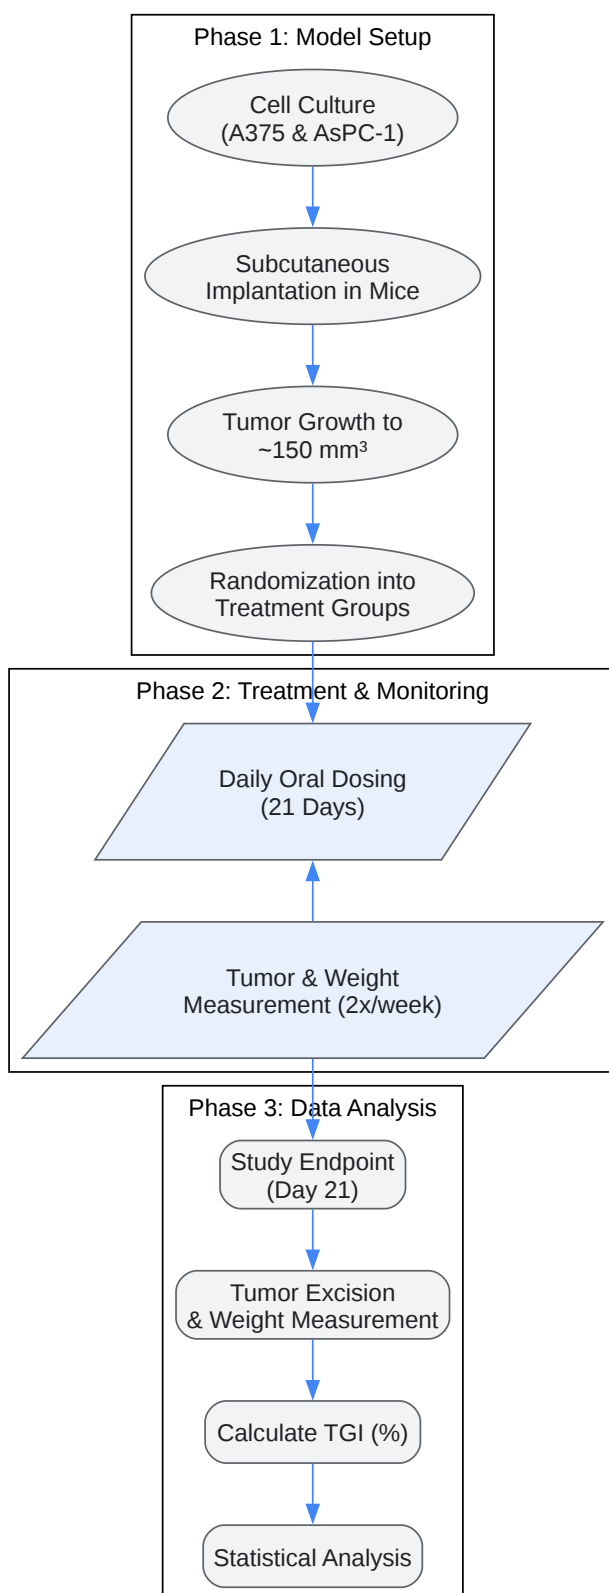 Phase 1: Model Setup
Cell Culture
(A375 & AsPC-1)
Subcutaneous
Implantation in Mice
Tumor Growth to
~150 mm³
Randomization into
Treatment Groups
Phase 2: Treatment & Monitoring
Daily Oral Dosing
(21 Days)
Tumor & Weight
Measurement (2x/week)
Phase 3: Data Analysis
Study Endpoint
(Day 21)
Tumor Excision
& Weight Measurement
Calculate TGI (%)
Statistical Analysis